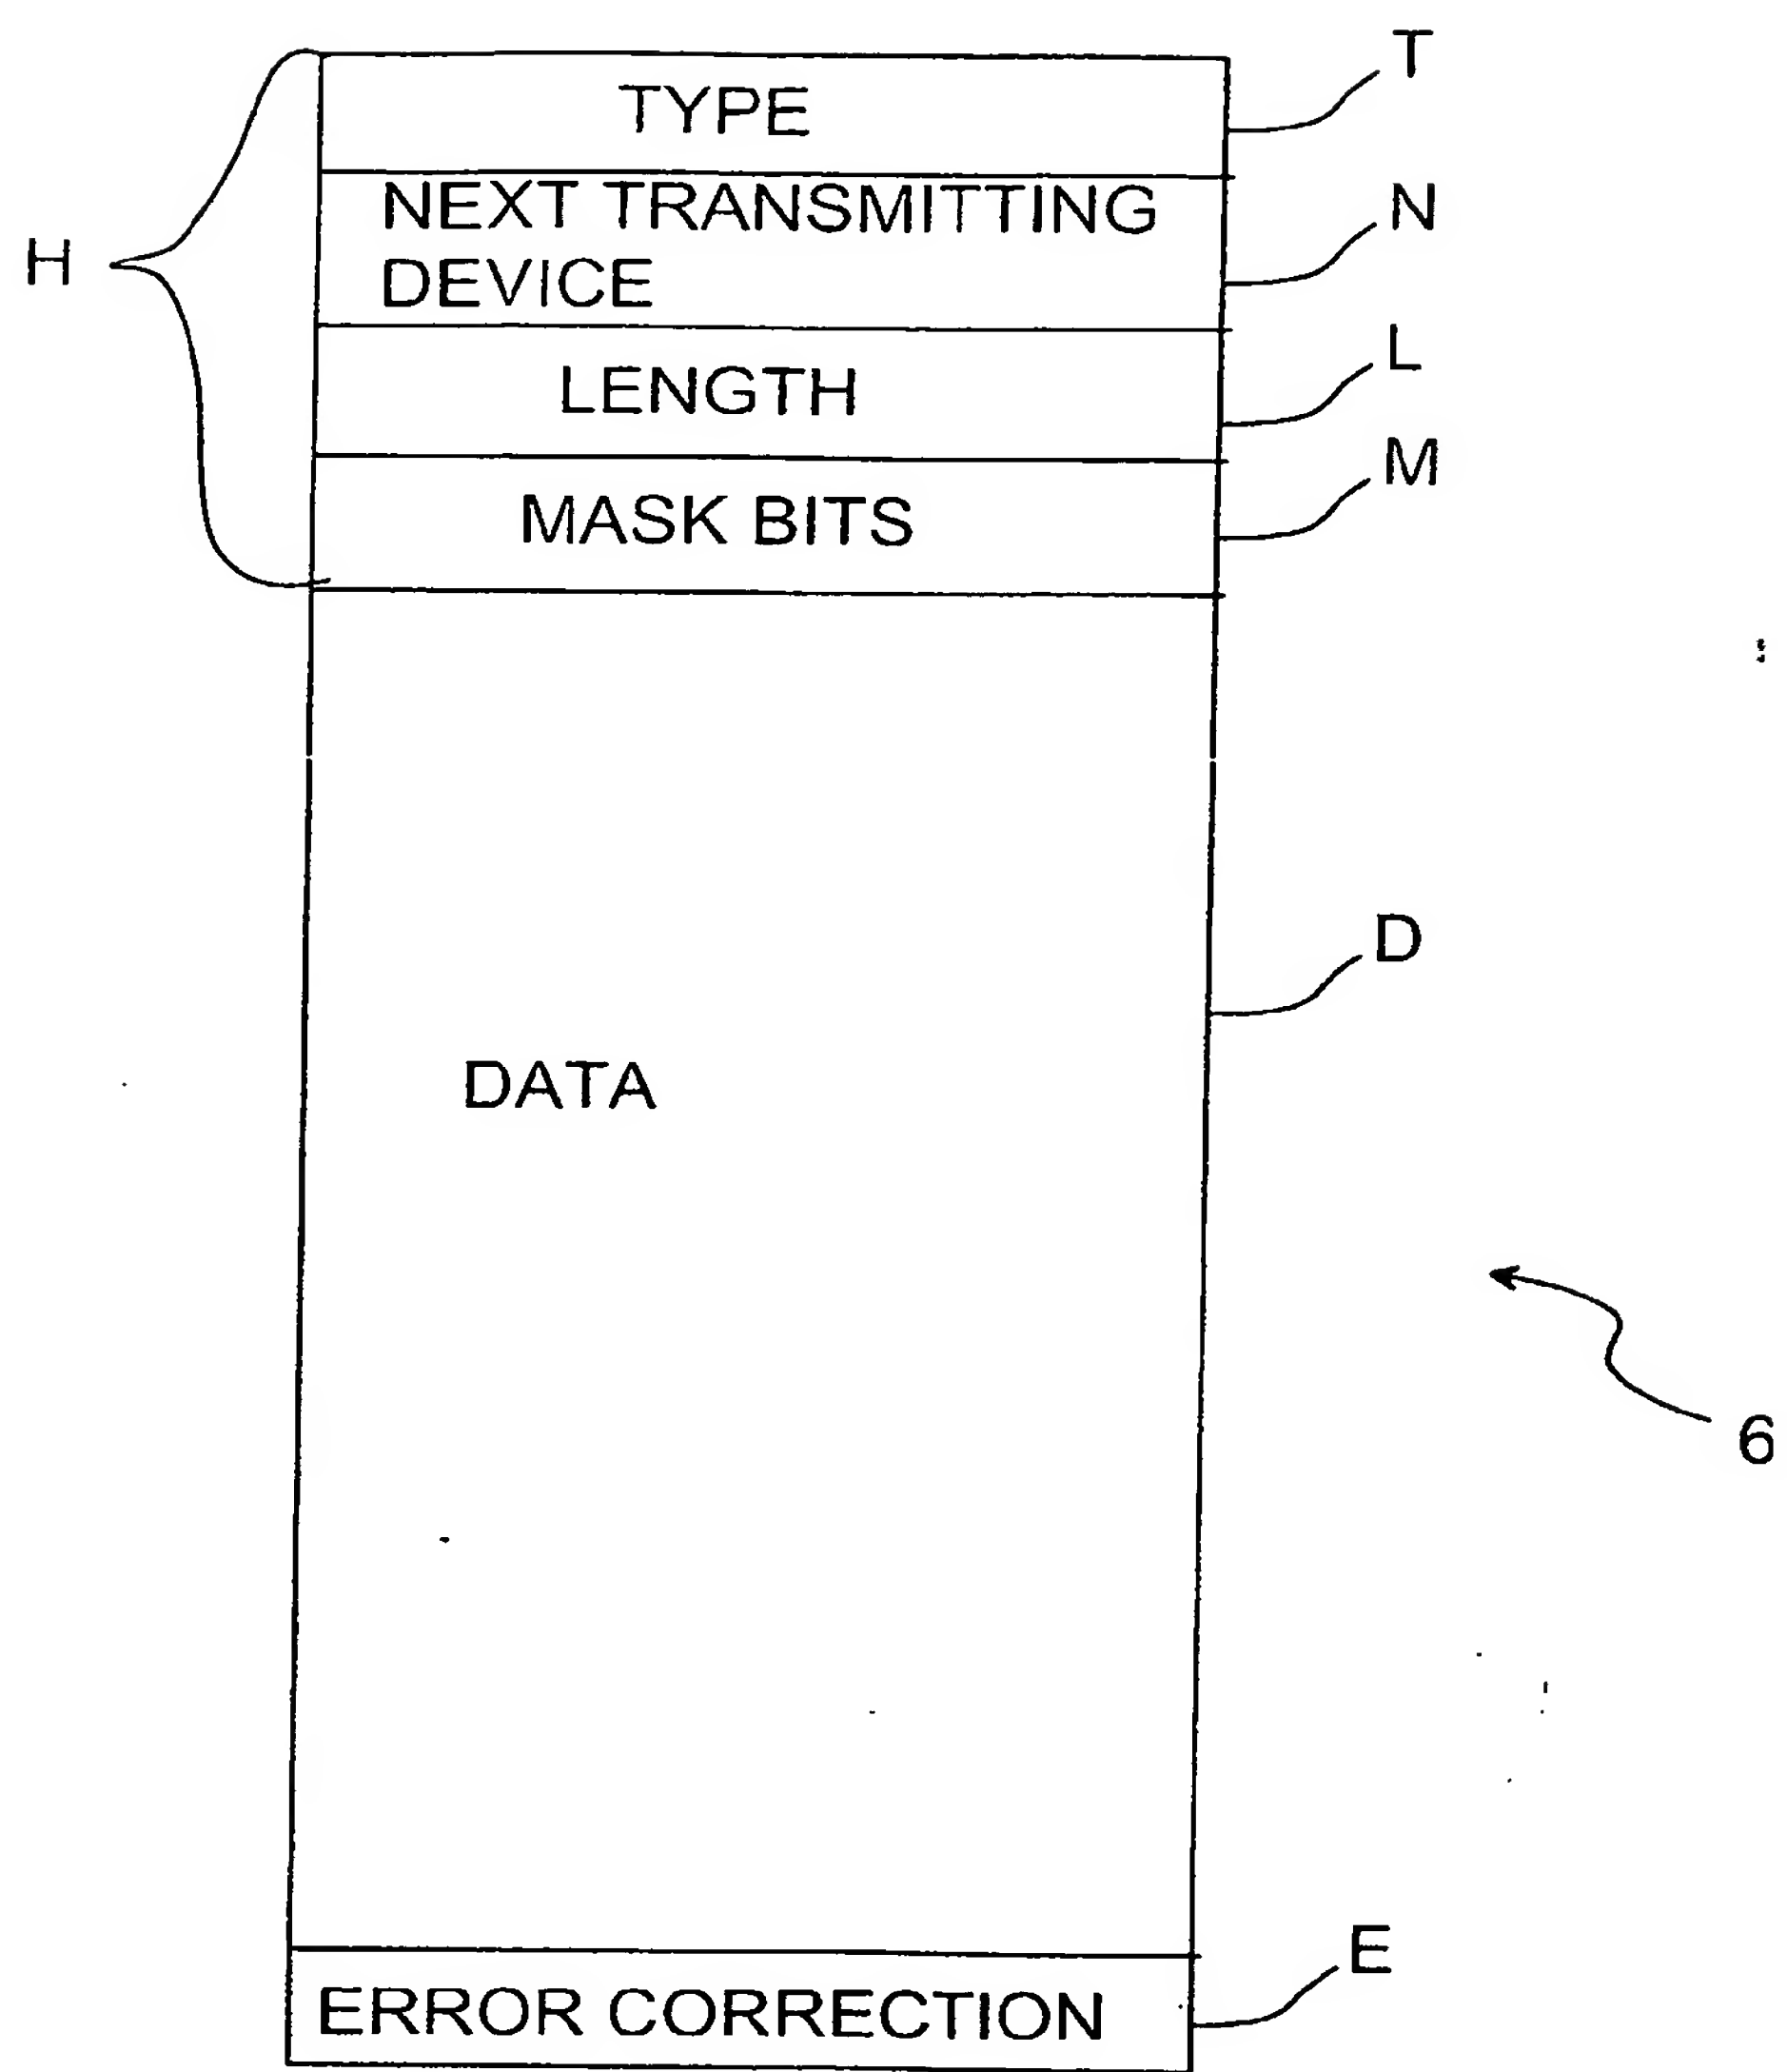 T
TYPE
NEXT TRANSMITTING
DEVICE
N
H
LENGTH
L
MASK BITS
M
D
DATA
6
E
ERROR CORRECTION